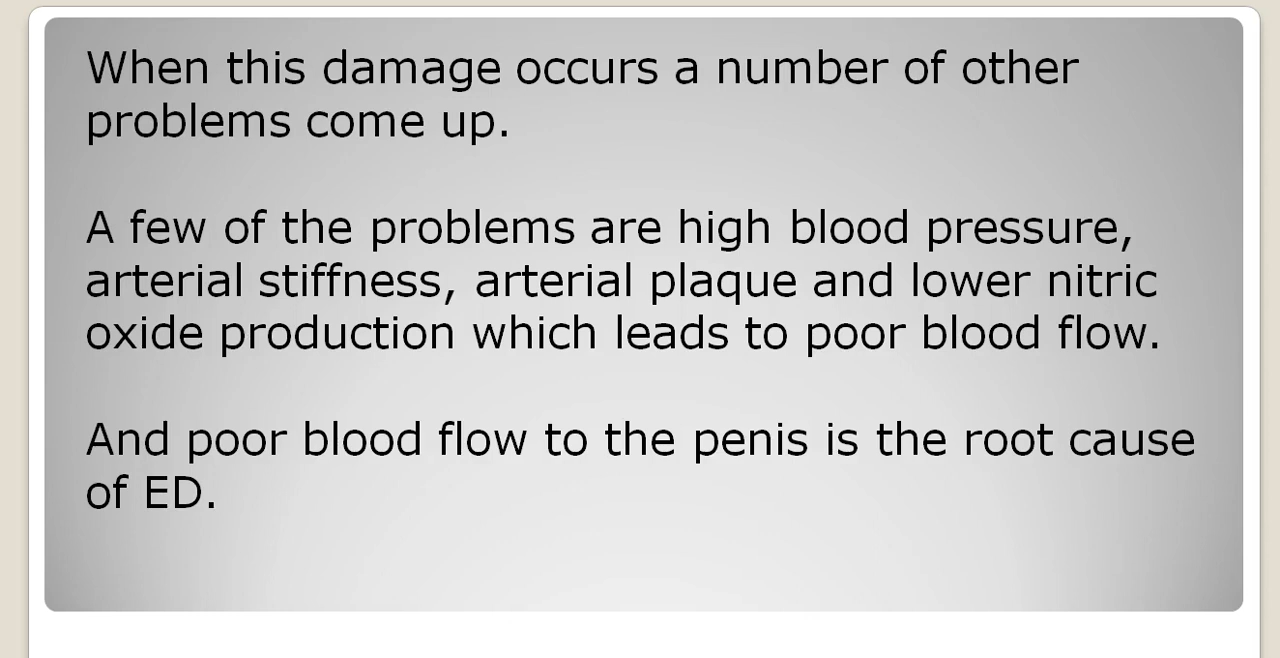 When this damage occurs a number of other
problems come up.
A few of the problems are high blood pressure,
arterial stiffness, arterial plaque and lower nitric
oxide production which leads to poor blood flow.
And poor blood flow to the penis is the root cause
of ED.